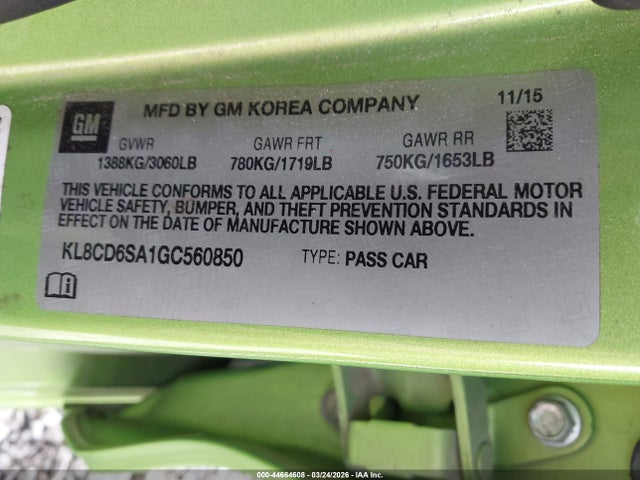 GM
MFD BY GM KOREA COMPANY
11/15
GVWR
GAWR FRT
GAWR RR
1388KG/3060LB
780KG/1719LB
750KG/1653LB
THIS VEHICLE CONFORMS TO ALL APPLICABLE U.S. FEDERAL MOTOR
VEHICLE SAFETY, BUMPER, AND THEFT PREVENTION STANDARDS IN
EFFECT ON THE DATE OF MANUFACTURE SHOWN ABOVE.
KL8CD6SA1GC560850
TYPE: PASS CAR
000-44664608 - 03/24/2026 - IAA Inc.